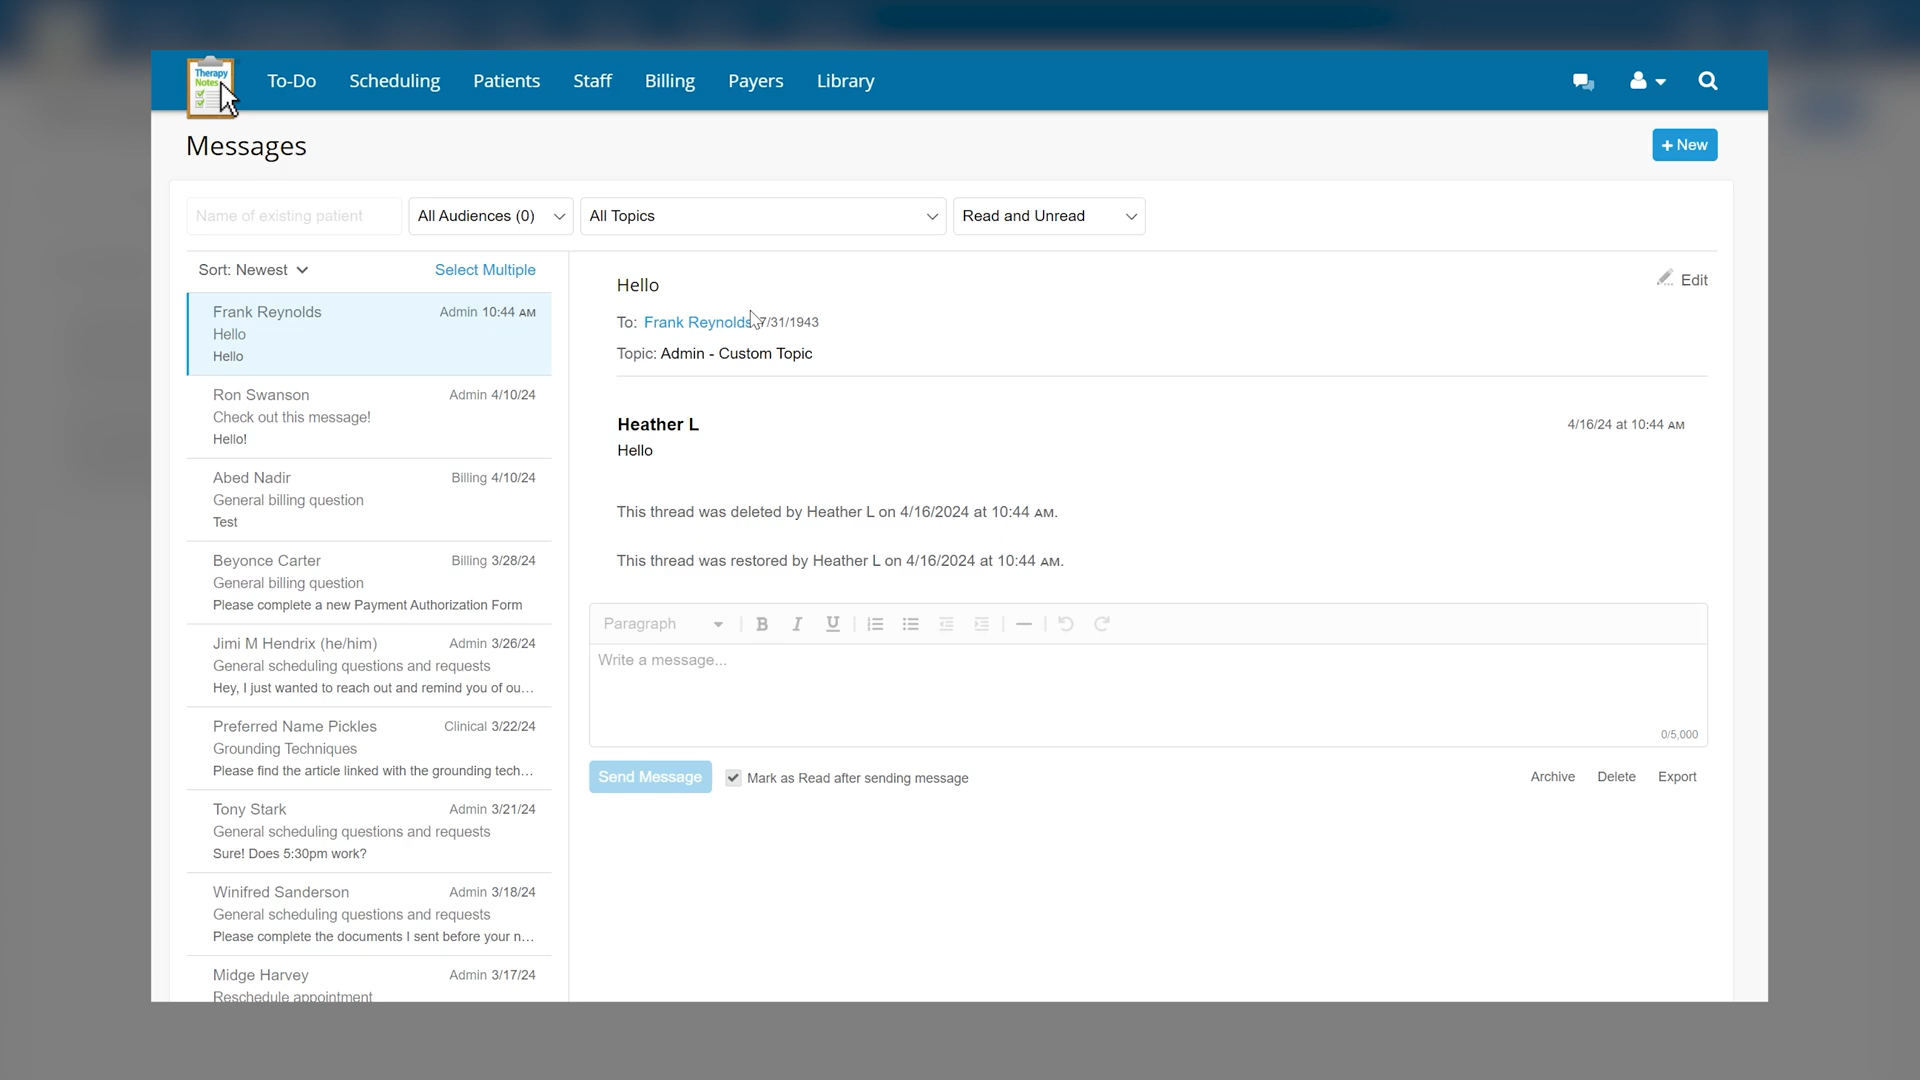 Therapy
Notes
To-Do Scheduling Patients Staff Billing Payers Library
Messages
+ New
Name of existing patient All Audiences (0) All Topics Read and Unread
Sort: Newest Select Multiple
Frank Reynolds Admin 10:44 AM
Hello
Hello
Ron Swanson Admin 4/10/24
Check out this message!
Hello!
Abed Nadir Billing 4/10/24
General billing question
Test
Beyonce Carter Billing 3/28/24
General billing question
Please complete a new Payment Authorization Form
Jimi M Hendrix (he/him) Admin 3/26/24
General scheduling questions and requests
Hey, I just wanted to reach out and remind you of ou...
Preferred Name Pickles Clinical 3/22/24
Grounding Techniques
Please find the article linked with the grounding tech...
Tony Stark Admin 3/21/24
General scheduling questions and requests
Sure! Does 5:30pm work?
Winifred Sanderson Admin 3/18/24
General scheduling questions and requests
Please complete the documents I sent before your n...
Midge Harvey Admin 3/17/24
Reschedule appointment
Hello
Edit
To: Frank Reynolds 7/31/1943
Topic: Admin - Custom Topic
Heather L 4/16/24 at 10:44 AM
Hello
This thread was deleted by Heather L on 4/16/2024 at 10:44 AM.
This thread was restored by Heather L on 4/16/2024 at 10:44 AM.
Paragraph B I U
Write a message...
0/5,000
Send Message Mark as Read after sending message Archive Delete Export